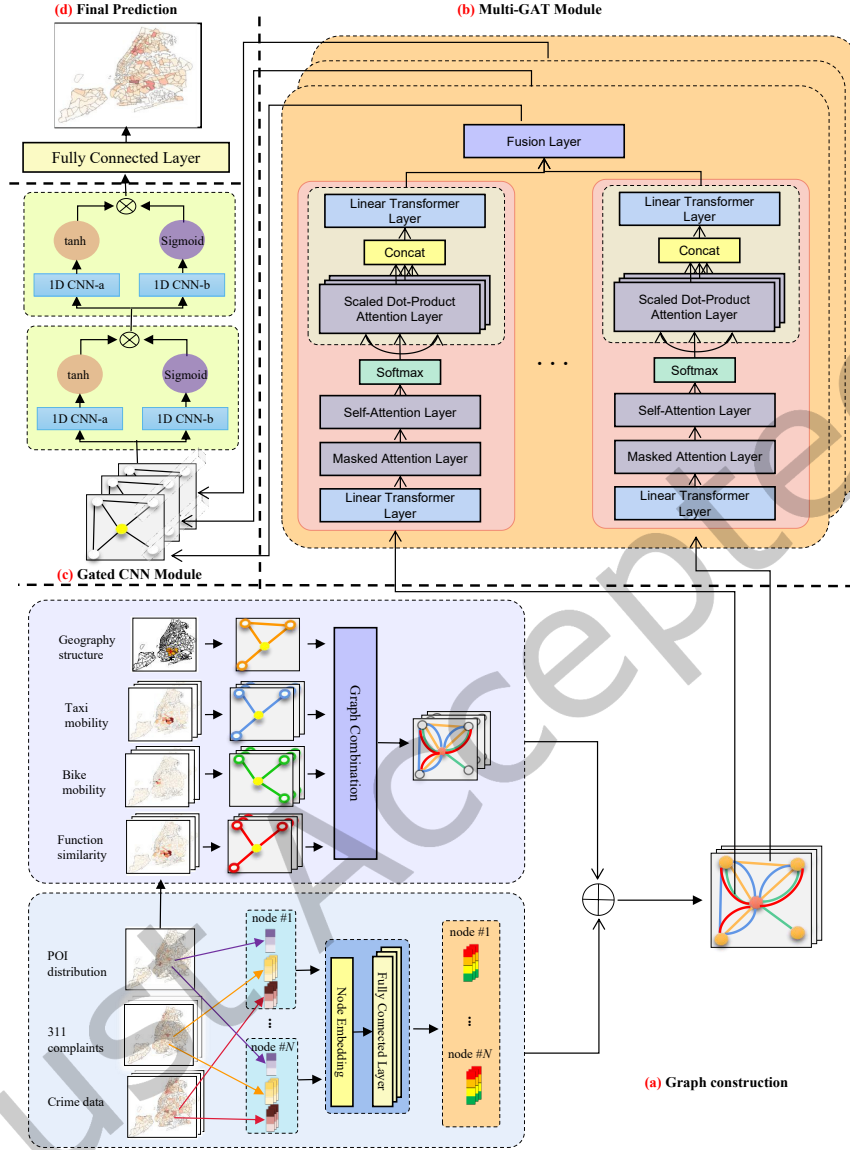 (d) Final Prediction
(b) Multi-GAT Module
Fusion Layer
Fully Connected Layer
Linear Transformer
Layer
Concat
Scaled Dot-Product
Attention Layer
Softmax
Self-Attention Layer
Masked Attention Layer
Linear Transformer
Layer
. . .
Linear Transformer
Layer
Concat
Scaled Dot-Product
Attention Layer
Softmax
Self-Attention Layer
Masked Attention Layer
Linear Transformer
Layer
tanh
Sigmoid
1D CNN-a
1D CNN-b
tanh
Sigmoid
1D CNN-a
1D CNN-b
(c) Gated CNN Module
Geography
structure
Taxi
mobility
Bike
mobility
Function
similarity
Graph Combination
POI
distribution
311
complaints
Crime data
node #1
...
node #N
Node Embedding
Fully Connected Layer
node #1
...
node #N
(a) Graph construction
ust Accepted